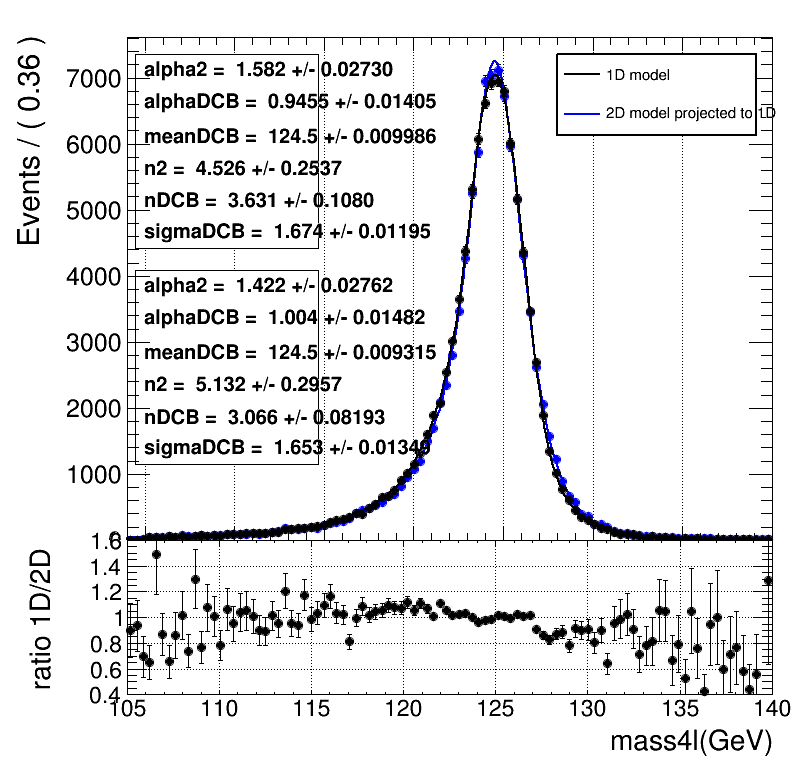 Events / ( 0.36 )
7000
6000
5000
4000
3000
2000
1000
alpha2 = 1.582 +/- 0.02730
alphaDCB = 0.9455 +/- 0.01405
meanDCB = 124.5 +/- 0.009986
n2 = 4.526 +/- 0.2537
nDCB = 3.631 +/- 0.1080
sigmaDCB = 1.674 +/- 0.01195
alpha2 = 1.422 +/- 0.02762
alphaDCB = 1.004 +/- 0.01482
meanDCB = 124.5 +/- 0.009315
n2 = 5.132 +/- 0.2957
nDCB = 3.066 +/- 0.08193
sigmaDCB = 1.653 +/- 0.01349
1D model
2D model projected to 1D
ratio 1D/2D
1.6
1.4
1.2
1
0.8
0.6
0.4
105 110 115 120 125 130 135 140
mass4l(GeV)